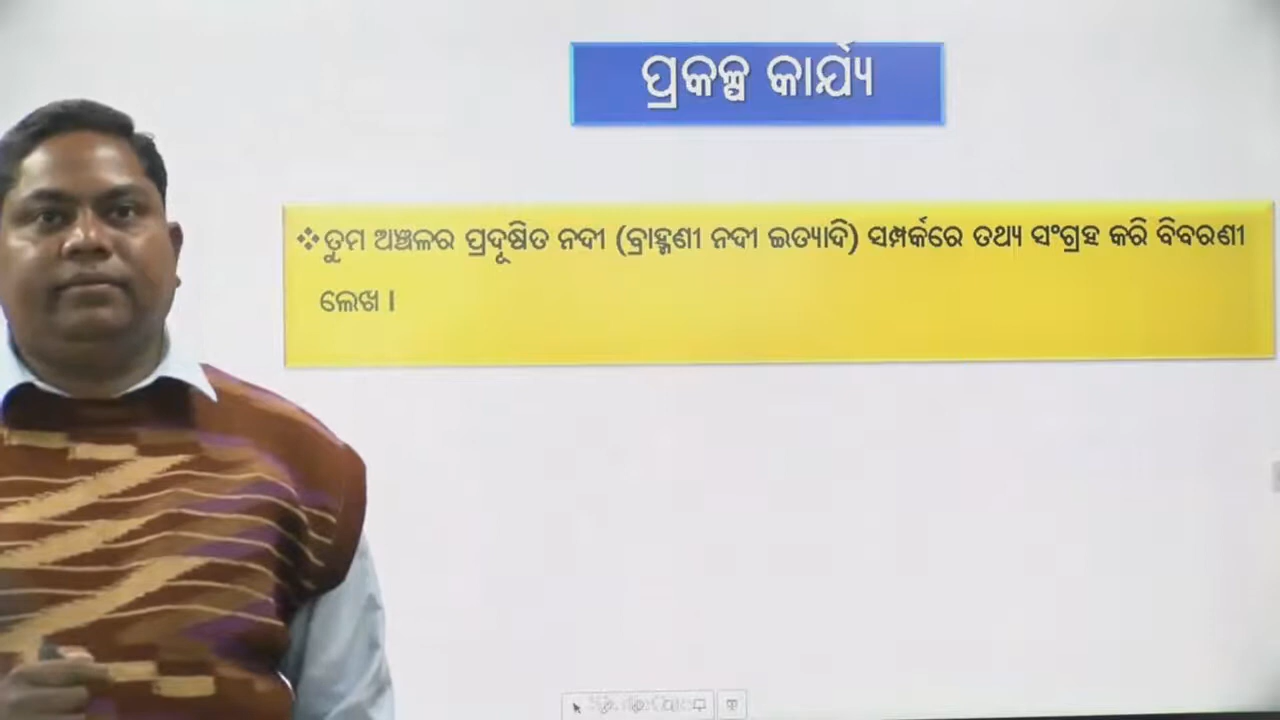 ପ୍ରକଳ୍ପ କାର୍ଯ୍ୟ
❖ତୁମ ଅଞ୍ଚଳର ପ୍ରଦୂଷିତ ନଦୀ (ବ୍ରାହ୍ମଣୀ ନଦୀ ଇତ୍ୟାଦି) ସମ୍ପର୍କରେ ତଥ୍ୟ ସଂଗ୍ରହ କରି ବିବରଣୀ
ଲେଖ ।